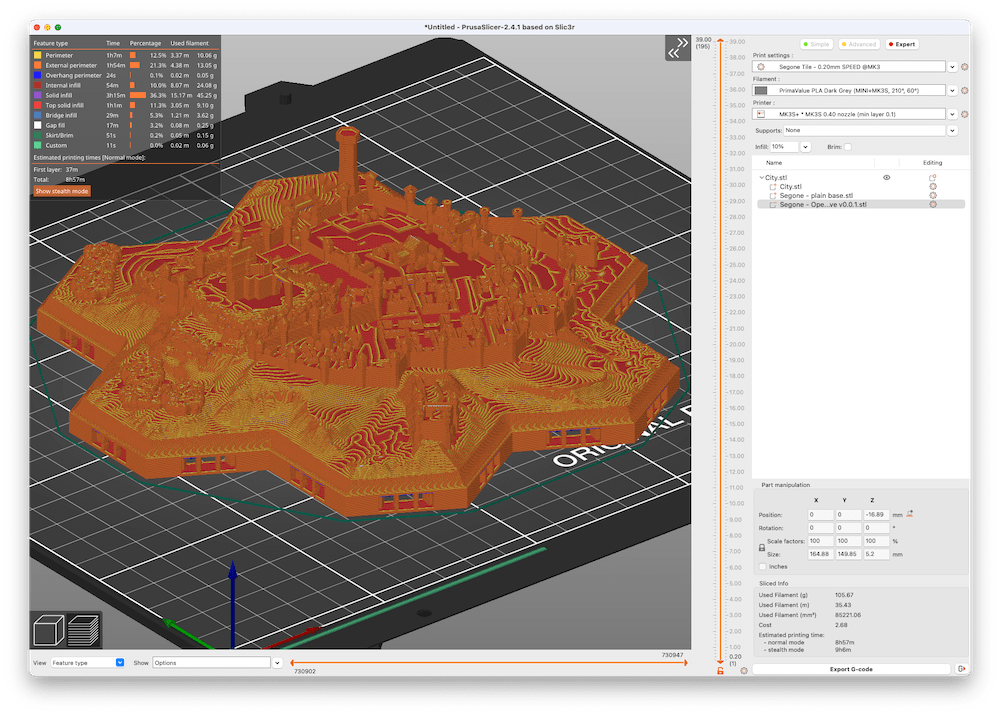 *Untitled - PrusaSlicer-2.4.1 based on Slic3r
Feature type Time Percentage Used filament
Perimeter 1h7m 12.5% 3.37 m 10.06 g
External perimeter 1h54m 21.3% 4.38 m 13.05 g
Overhang perimeter 24s 0.1% 0.02 m 0.05 g
Internal infill 54m 10.0% 8.07 m 24.08 g
Solid infill 3h15m 36.3% 15.17 m 45.25 g
Top solid infill 1h1m 11.3% 3.05 m 9.10 g
Bridge infill 29m 5.3% 1.21 m 3.62 g
Gap fill 17m 3.2% 0.08 m 0.25 g
Skirt/Brim 51s 0.2% 0.05 m 0.15 g
Custom 11s 0.0% 0.02 m 0.06 g
Estimated printing times [Normal mode]:
First layer: 37m
Total: 8h57m
Show stealth mode
ORIGINAL
View Feature type Show Options
730947
730902
39.00
(195)
39.00
38.00
37.00
36.00
35.00
34.00
33.00
32.00
31.00
30.00
29.00
28.00
27.00
26.00
25.00
24.00
23.00
22.00
21.00
20.00
19.00
18.00
17.00
16.00
15.00
14.00
13.00
12.00
11.00
10.00
9.00
8.00
7.00
6.00
5.00
4.00
3.00
2.00
1.00
0.20
(1)
Simple Advanced Expert
Print settings :
Segone Tile - 0.20mm SPEED @MK3
Filament :
PrimaValue PLA Dark Grey (MINI+MK3S, 210°, 60°)
Printer :
MK3S+ * MK3S 0.40 nozzle (min layer 0.1)
Supports: None
Infill: 10% Brim:
Name Editing
City.stl
City.stl
Segone - plain base.stl
Segone - Ope...ve v0.0.1.stl
Part manipulation
X Y Z
Position: 0 0 -16.89 mm
Rotation: 0 0 0 °
Scale factors: 100 100 100 %
Size: 164.88 149.85 5.2 mm
Inches
Sliced Info
Used Filament (g) 105.67
Used Filament (m) 35.43
Used Filament (mm³) 85221.06
Cost 2.68
Estimated printing time:
- normal mode 8h57m
- stealth mode 9h6m
Export G-code